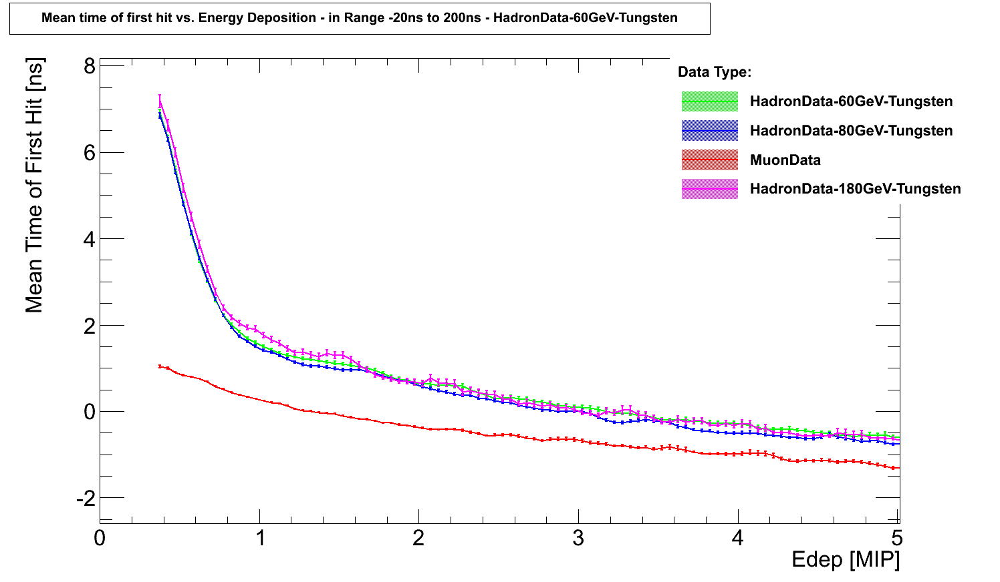 Mean time of first hit vs. Energy Deposition - in Range -20ns to 200ns - HadronData-60GeV-Tungsten
Mean Time of First Hit [ns]
8
6
4
2
0
-2
Data Type:
HadronData-60GeV-Tungsten
HadronData-80GeV-Tungsten
MuonData
HadronData-180GeV-Tungsten
0 1 2 3 4 5
Edep [MIP]